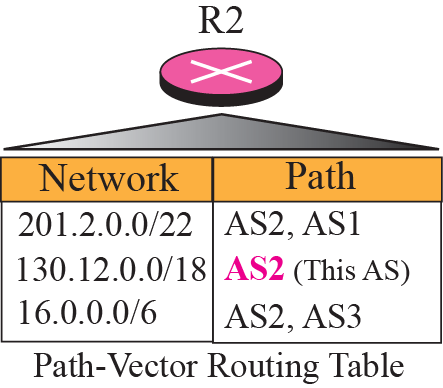 R2
Network Path
201.2.0.0/22 AS2, AS1
130.12.0.0/18 AS2 (This AS)
16.0.0.0/6 AS2, AS3
Path-Vector Routing Table